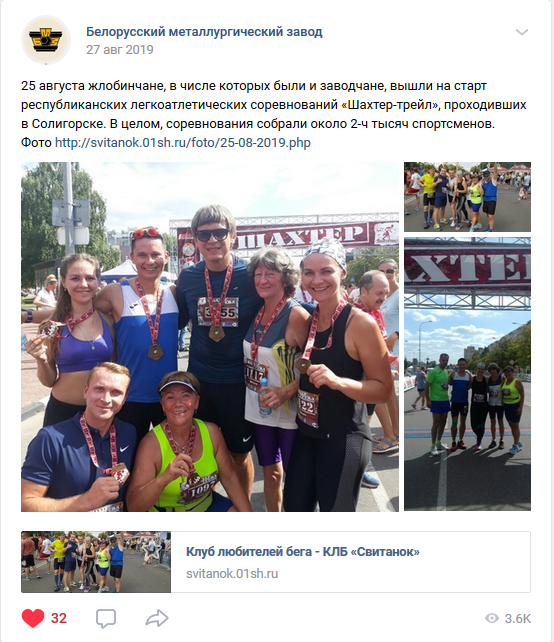 Белорусский металлургический завод
27 авг 2019
25 августа жлобинчане, в числе которых были и заводчане, вышли на старт
республиканских легкоатлетических соревнований «Шахтер-трейл», проходивших
в Солигорске. В целом, соревнования собрали около 2-ч тысяч спортсменов.
Фото http://svitanok.01sh.ru/foto/25-08-2019.php
ШАХТЕР
ХТЕР
22
Клуб любителей бега - КЛБ «Свитанок»
svitanok.01sh.ru
32
3.6K